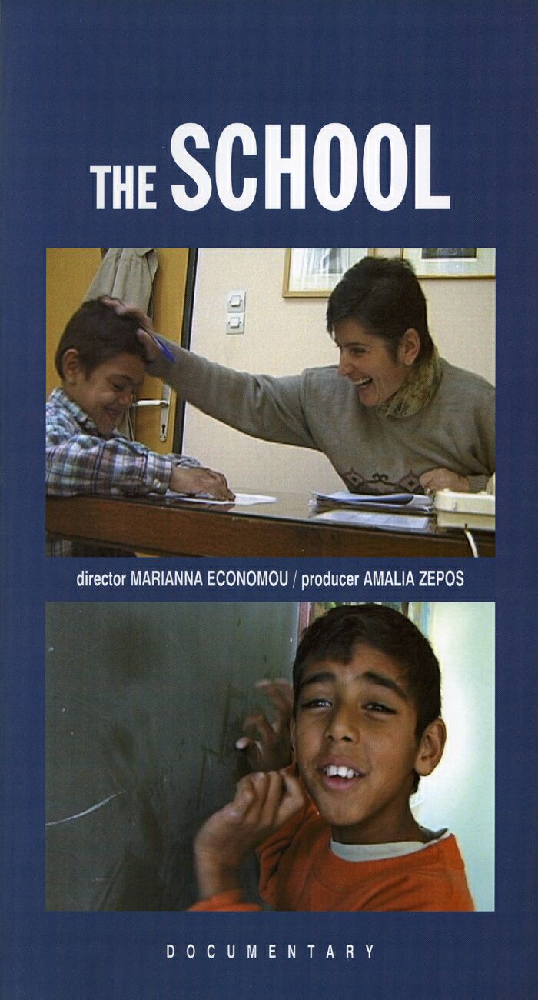 THE SCHOOL
director MARIANNA ECONOMOU / producer AMALIA ZEPOS
DOCUMENTARY